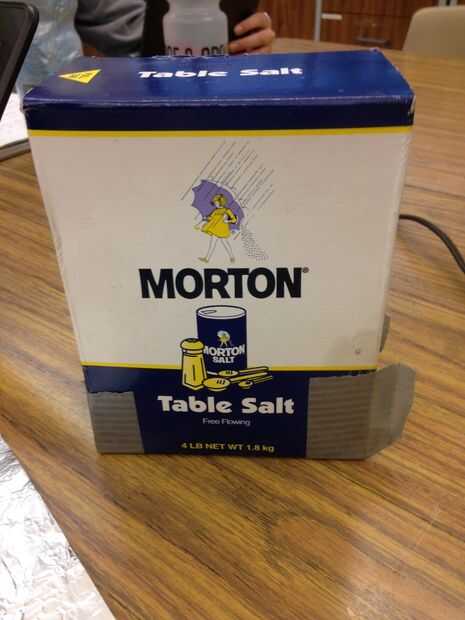 Table Salt
MORTON®
MORTON
SALT
Table Salt
Free Flowing
4 LB NET WT 1.8 kg